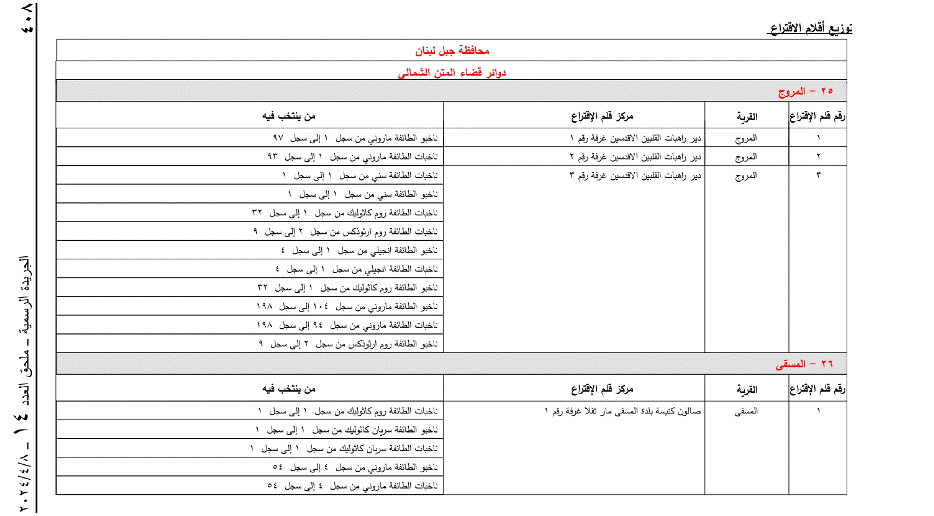 ٤٠٨
الجريدة الرسمية – ملحق العدد ١٤ – ٢٠٢٤/٤/٨
توزيع أقلام الاقتراع
محافظة جبل لبنان
دوائر قضاء المتن الشمالي
٢٥ – المروج
رقم قلم الإقتراع القرية مركز قلم الإقتراع من ينتخب فيه
١ المروج دير راهبات القلبين الاقدسين غرفة رقم ١ ناخبو الطائفة ماروني من سجل ١ إلى سجل ٩٧
٢ المروج دير راهبات القلبين الاقدسين غرفة رقم ٢ ناخبات الطائفة ماروني من سجل ١ إلى سجل ٩٣
٣ المروج دير راهبات القلبين الاقدسين غرفة رقم ٣ ناخبات الطائفة سني من سجل ١ إلى سجل ١
ناخبو الطائفة سني من سجل ١ إلى سجل ١
ناخبات الطائفة روم كاثوليك من سجل ١ إلى سجل ٣٢
ناخبات الطائفة روم ارثوذكس من سجل ٢ إلى سجل ٩
ناخبو الطائفة انجيلي من سجل ١ إلى سجل ٤
ناخبات الطائفة انجيلي من سجل ١ إلى سجل ٤
ناخبو الطائفة روم كاثوليك من سجل ١ إلى سجل ٣٢
ناخبو الطائفة ماروني من سجل ١٠٤ إلى سجل ١٩٨
ناخبات الطائفة ماروني من سجل ٩٤ إلى سجل ١٩٨
ناخبو الطائفة روم ارثوذكس من سجل ٢ إلى سجل ٩
٢٦ – المسقى
رقم قلم الإقتراع القرية مركز قلم الإقتراع من ينتخب فيه
١ المسقى صالون كنيسة بلدة المسقى مار تقلا غرفة رقم ١ ناخبات الطائفة روم كاثوليك من سجل ١ إلى سجل ١
ناخبو الطائفة سريان كاثوليك من سجل ١ إلى سجل ١
ناخبات الطائفة سريان كاثوليك من سجل ١ إلى سجل ١
ناخبو الطائفة ماروني من سجل ٤ إلى سجل ٥٤
ناخبات الطائفة ماروني من سجل ٤ إلى سجل ٥٤